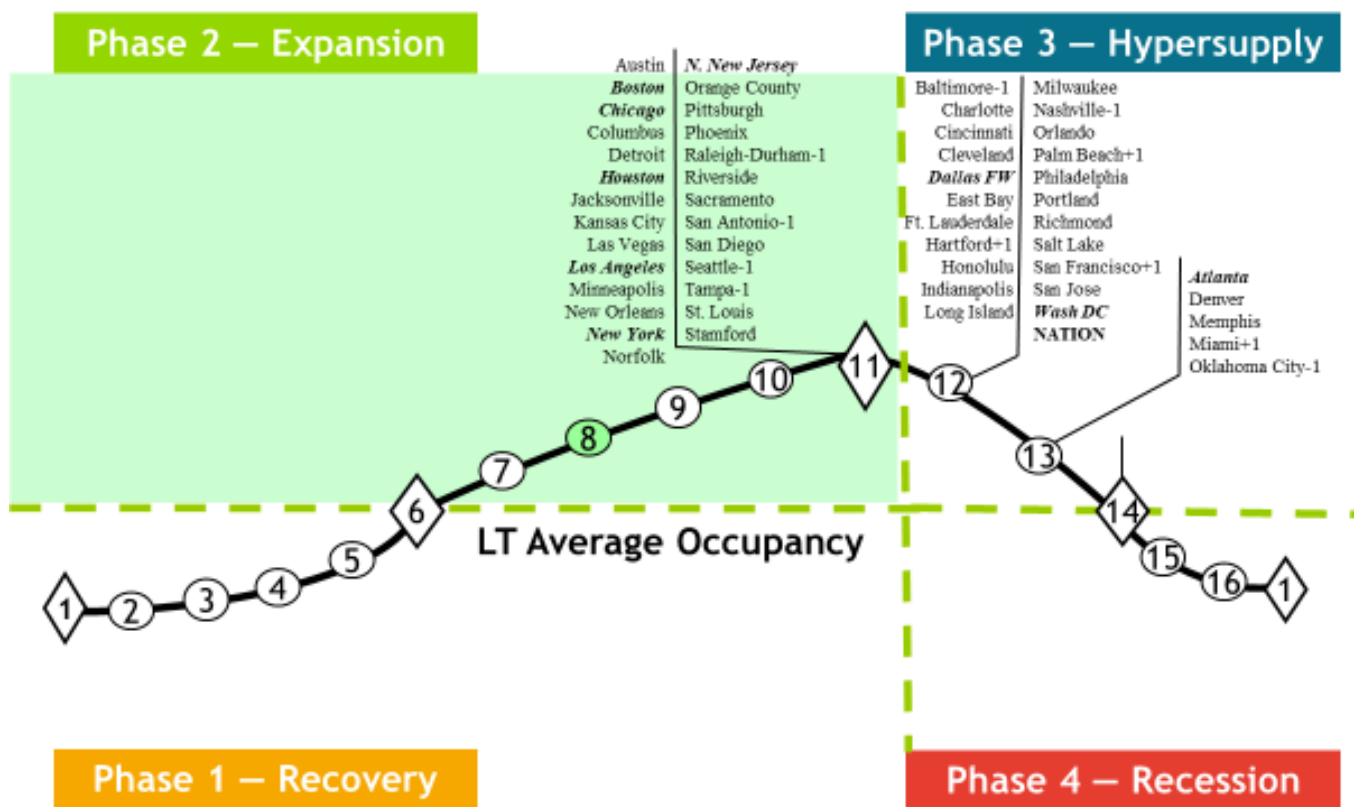 Phase 2 — Expansion
Phase 3 — Hypersupply
Austin
Boston
Chicago
Columbus
Detroit
Houston
Jacksonville
Kansas City
Las Vegas
Los Angeles
Minneapolis
New Orleans
New York
Norfolk
N. New Jersey
Orange County
Pittsburgh
Phoenix
Raleigh-Durham-1
Riverside
Sacramento
San Antonio-1
San Diego
Seattle-1
Tampa-1
St. Louis
Stamford
Baltimore-1
Charlotte
Cincinnati
Cleveland
Dallas FW
East Bay
Ft. Lauderdale
Hartford+1
Honolulu
Indianapolis
Long Island
Milwaukee
Nashville-1
Orlando
Palm Beach+1
Philadelphia
Portland
Richmond
Salt Lake
San Francisco+1
San Jose
Wash DC
NATION
Atlanta
Denver
Memphis
Miami+1
Oklahoma City-1
1
2
3
4
5
6
7
8
9
10
11
12
13
14
15
16
1
LT Average Occupancy
Phase 1 — Recovery
Phase 4 — Recession